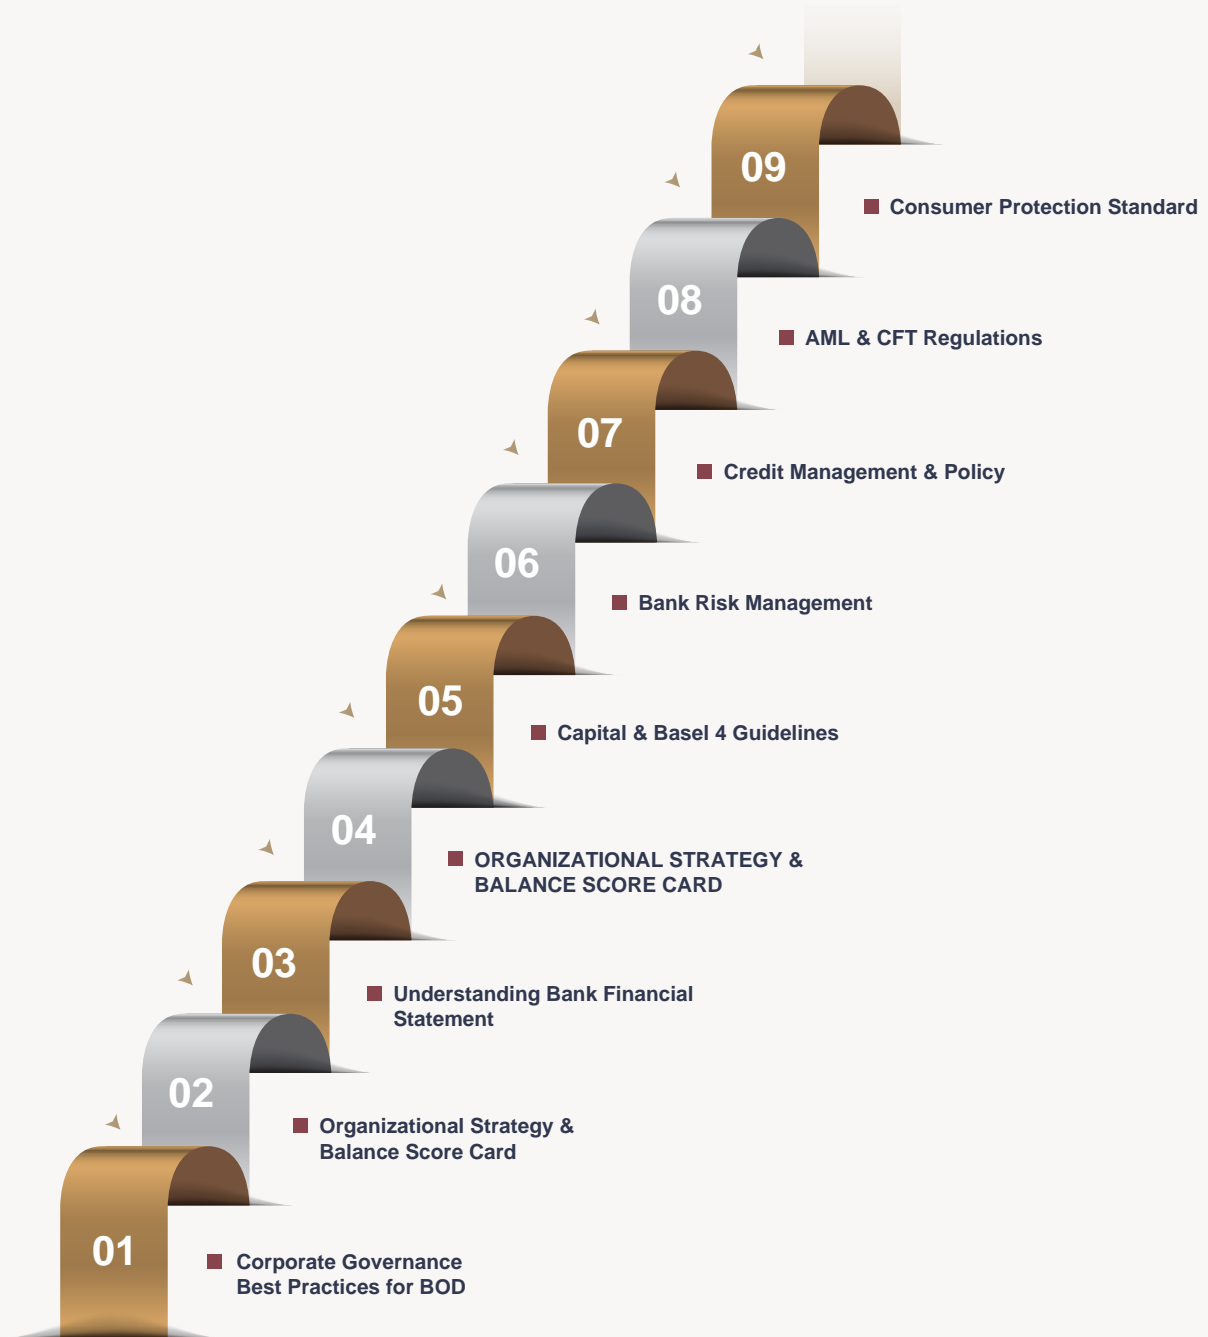 09
Consumer Protection Standard
08
AML & CFT Regulations
07
Credit Management & Policy
06
Bank Risk Management
05
Capital & Basel 4 Guidelines
04
ORGANIZATIONAL STRATEGY &
BALANCE SCORE CARD
03
Understanding Bank Financial
Statement
02
Organizational Strategy &
Balance Score Card
01
Corporate Governance
Best Practices for BOD